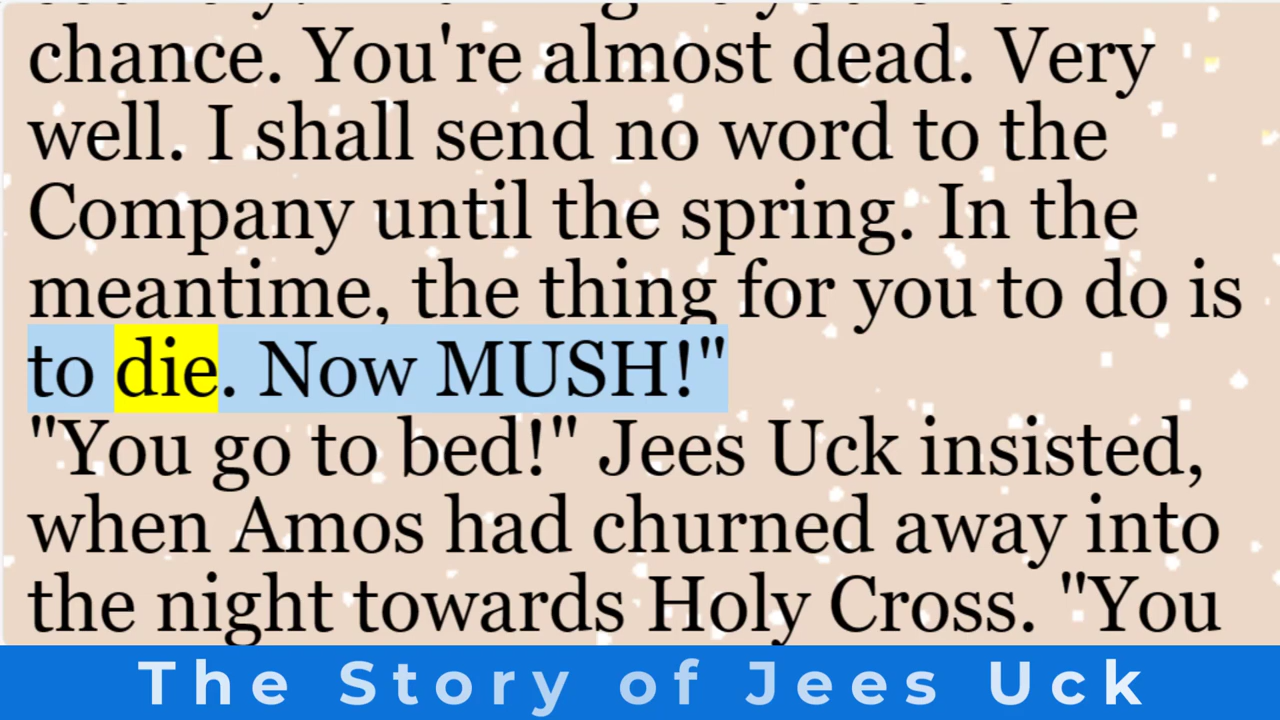 chance. You're almost dead. Very
well. I shall send no word to the
Company until the spring. In the
meantime, the thing for you to do is
to die. Now MUSH!"
"You go to bed!" Jees Uck insisted,
when Amos had churned away into
the night towards Holy Cross. "You
The Story of Jees Uck